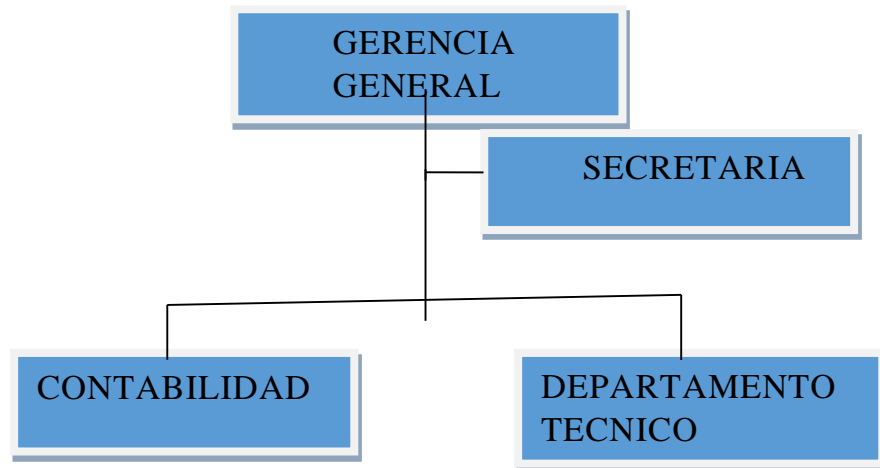 GERENCIA
GENERAL
SECRETARIA
CONTABILIDAD
DEPARTAMENTO
TECNICO